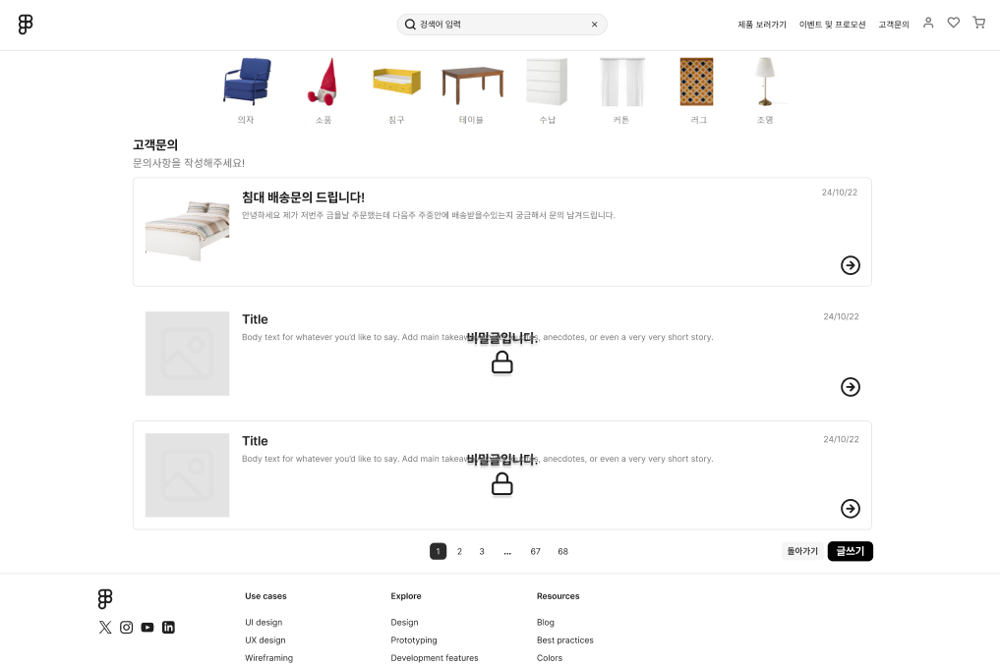 검색어 입력
제품 보러가기 이벤트 및 프로모션 고객문의
의자 소품 침구 테이블 수납 커튼 러그 조명
고객문의
문의사항을 작성해주세요!
침대 배송문의 드립니다!
24/10/22
안녕하세요 제가 저번주 금욜날 주문했는데 다음주 주중안에 배송받을수있는지 궁금해서 문의 남겨드립니다.
Title
24/10/22
비밀글입니다.
Body text for whatever you'd like to say. Add main takeaw
, anecdotes, or even a very very short story.
Title
24/10/22
비밀글입니다.
Body text for whatever you'd like to say. Add main takeaw
, anecdotes, or even a very very short story.
1 2 3 ... 67 68
돌아가기 글쓰기
Use cases Explore Resources
UI design Design Blog
UX design Prototyping Best practices
Wireframing Development features Colors